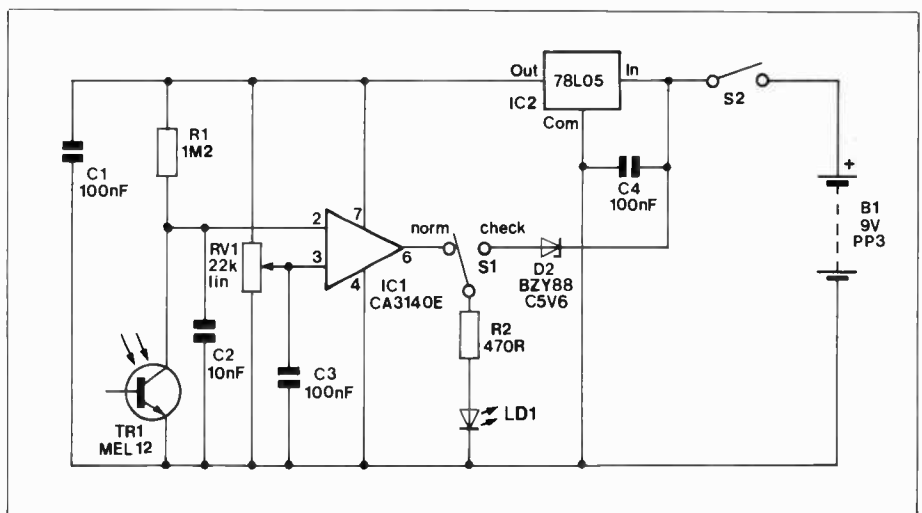 Out
78L05
In
IC2
Com
S2
R1
1M2
C1
100nF
C4
100nF
+
B1
9V
PP3
2
7
norm
check
RV1
22k
lin
3
6
4
S1
IC1
CA3140E
D2
BZY88
C5V6
C2
10nF
R2
470R
C3
100nF
LD1
TR1
MEL12